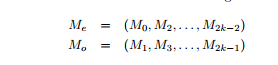 M_e = (M_0, M_2, . . . , M_{2k−2})
M_o = (M_1, M_3, . . . , M_{2k−1})